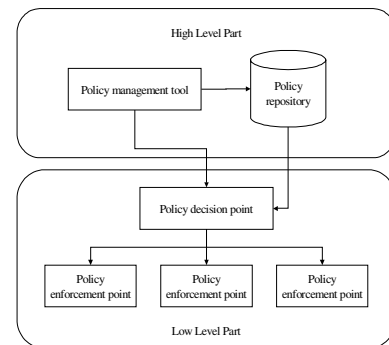 High Level Part
Policy management tool
Policy
repository
Policy decision point
Policy
enforcement point
Policy
enforcement point
Policy
enforcement point
Low Level Part